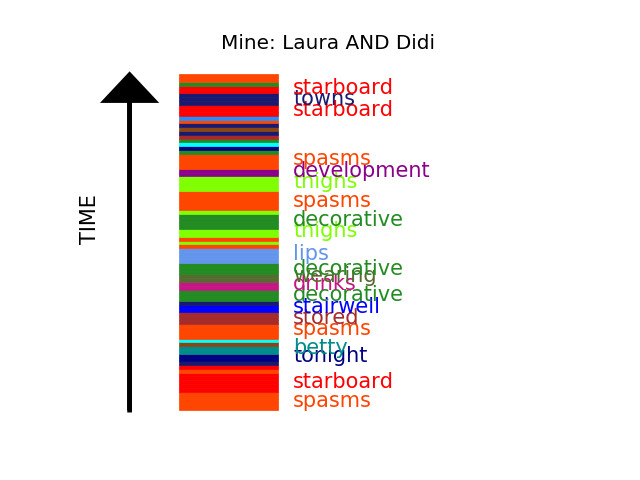 Mine: Laura AND Didi
starboard
towns
starboard
spasms
development
thighs
spasms
decorative
thighs
lips
decorative
wearing
drinks
decorative
stairwell
stored
spasms
betty
tonight
starboard
spasms
TIME